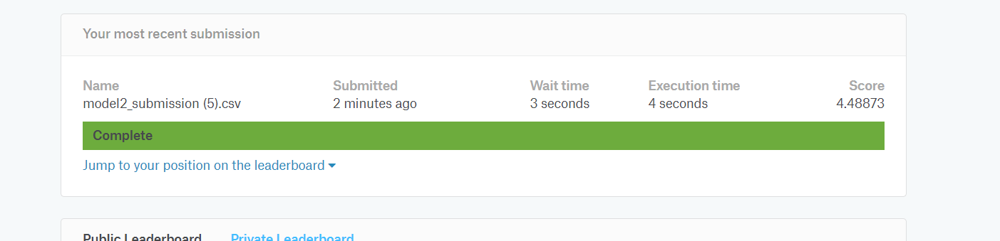 Your most recent submission
Name Submitted Wait time Execution time Score
model2_submission (5).csv 2 minutes ago 3 seconds 4 seconds 4.48873
Complete
Jump to your position on the leaderboard
Public Leaderboard Private Leaderboard